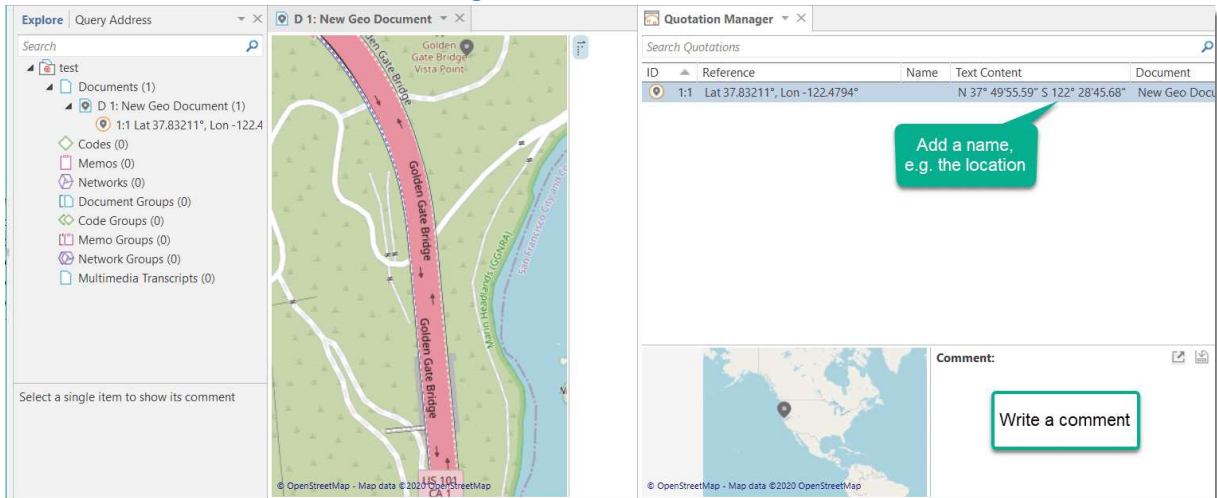 Explore Query Address
Search
test
Documents (1)
D 1: New Geo Document (1)
1:1 Lat 37.83211°, Lon -122.4
Codes (0)
Memos (0)
Networks (0)
Document Groups (0)
Code Groups (0)
Memo Groups (0)
Network Groups (0)
Multimedia Transcripts (0)
Select a single item to show its comment
D 1: New Geo Document
Golden
Gate Bridge
Vista Point
Golden Gate Bridge
Golden Gate Bridge
Golden Gate Bridge
Marin Headlands (GGNRA)
San Francisco City and Co
US 101
CA 1
© OpenStreetMap - Map data ©2020 OpenStreetMap
Quotation Manager
Search Quotations
ID Reference Name Text Content Document
1:1 Lat 37.83211°, Lon -122.4794° N 37° 49'55.59" S 122° 28'45.68" New Geo Docu
Add a name,
e.g. the location
© OpenStreetMap - Map data ©2020 OpenStreetMap
Comment:
Write a comment